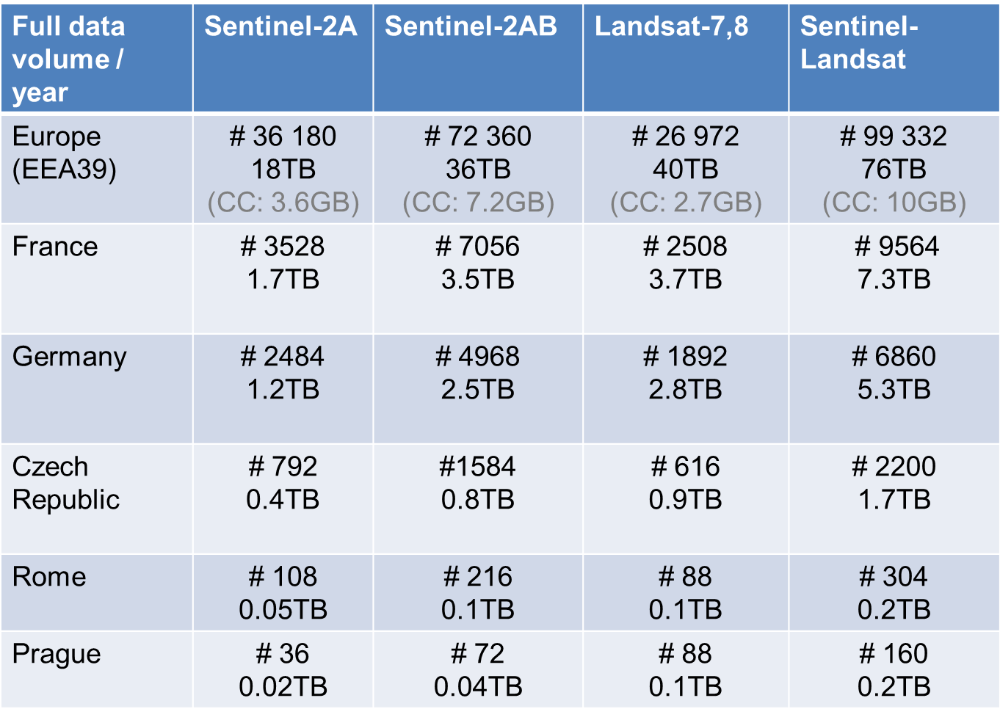 Full data volume / year
Sentinel-2A
Sentinel-2AB
Landsat-7,8
Sentinel-Landsat
Europe (EEA39)
# 36 180
18TB
(CC: 3.6GB)
# 72 360
36TB
(CC: 7.2GB)
# 26 972
40TB
(CC: 2.7GB)
# 99 332
76TB
(CC: 10GB)
France
# 3528
1.7TB
# 7056
3.5TB
# 2508
3.7TB
# 9564
7.3TB
Germany
# 2484
1.2TB
# 4968
2.5TB
# 1892
2.8TB
# 6860
5.3TB
Czech Republic
# 792
0.4TB
#1584
0.8TB
# 616
0.9TB
# 2200
1.7TB
Rome
# 108
0.05TB
# 216
0.1TB
# 88
0.1TB
# 304
0.2TB
Prague
# 36
0.02TB
# 72
0.04TB
# 88
0.1TB
# 160
0.2TB